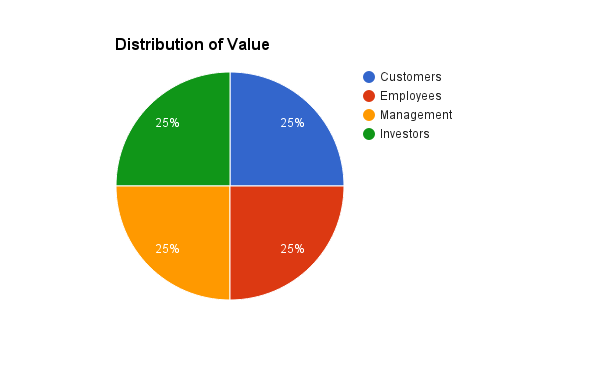 Distribution of Value
Customers
Employees
Management
Investors
25%
25%
25%
25%